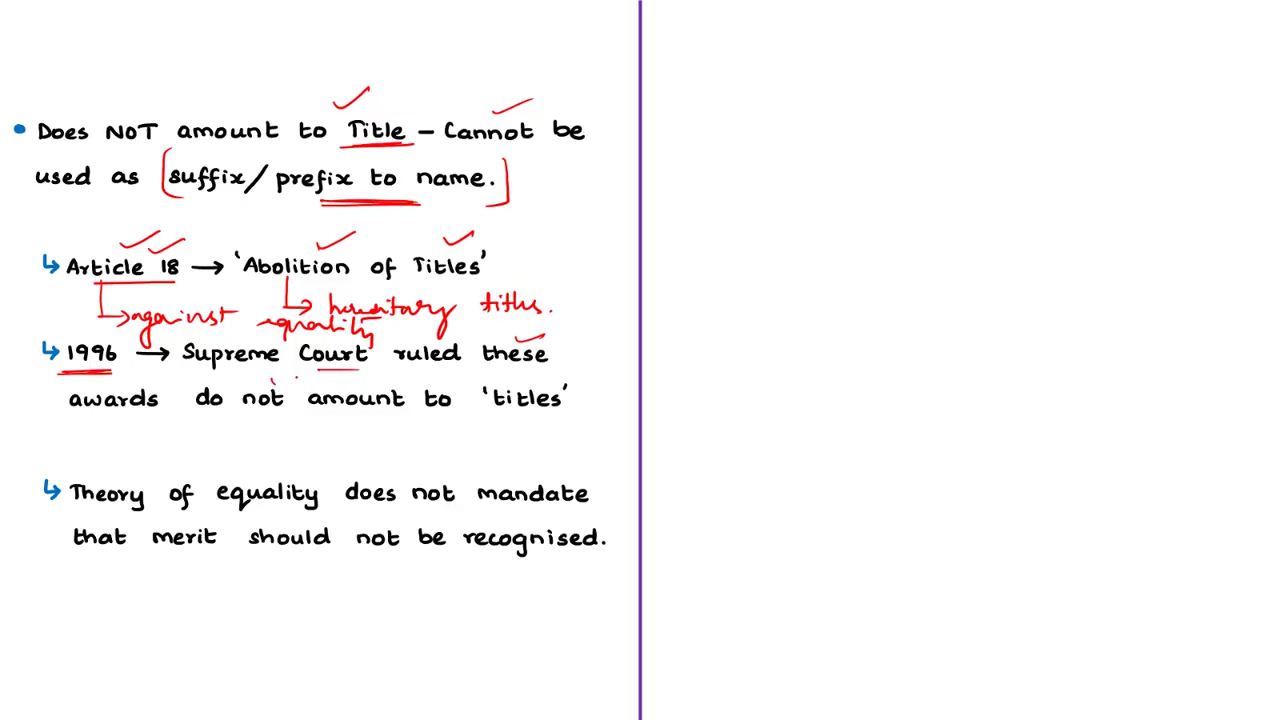 • Does NOT amount to Title – Cannot be
used as [suffix/prefix to name.]
↳ Article 18 → 'Abolition of Titles'
→ hereditary titles.
→ against equality
↳ 1996 → Supreme Court ruled these
awards do not amount to 'titles'
↳ Theory of equality does not mandate
that merit should not be recognised.